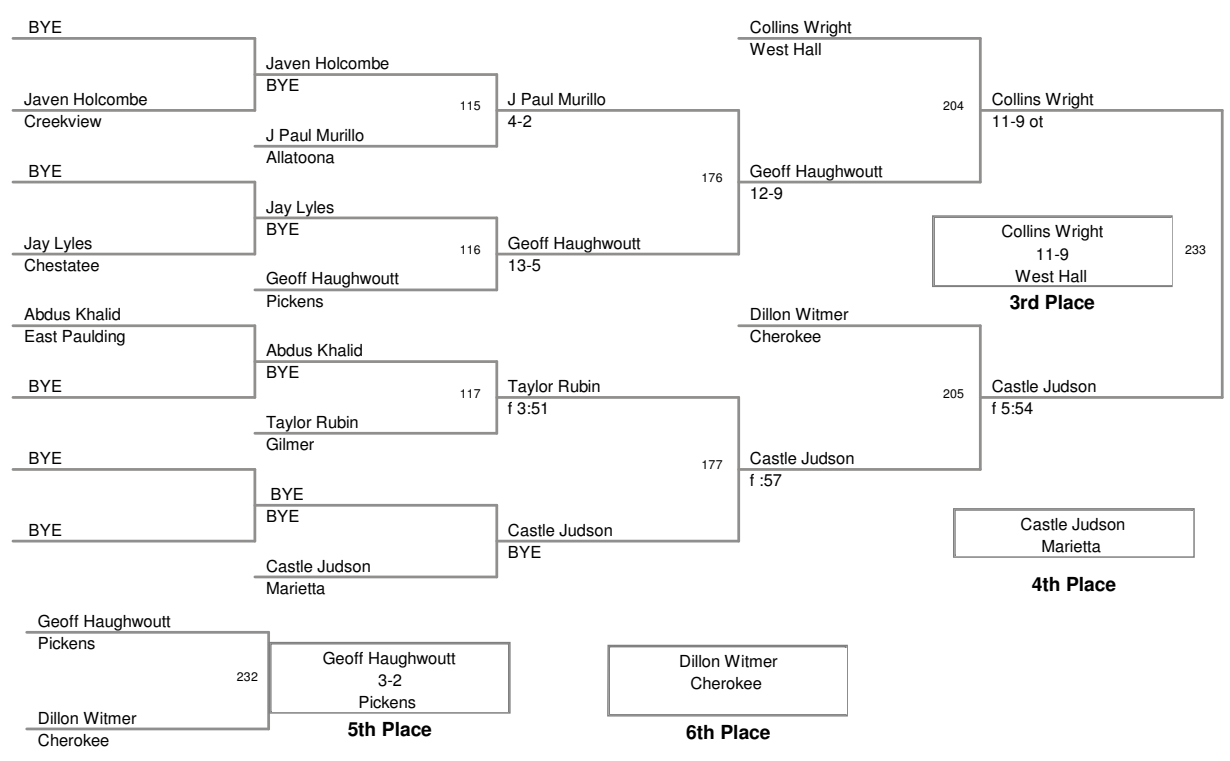 BYE
Javen Holcombe
Creekview
BYE
Jay Lyles
Chestatee
Abdus Khalid
East Paulding
BYE
BYE
BYE
Javen Holcombe
BYE
115
J Paul Murillo
Allatoona
Jay Lyles
BYE
116
Geoff Haughwoutt
Pickens
Abdus Khalid
BYE
117
Taylor Rubin
Gilmer
BYE
BYE
Castle Judson
Marietta
J Paul Murillo
4-2
176
Geoff Haughwoutt
13-5
Taylor Rubin
f 3:51
177
Castle Judson
BYE
Collins Wright
West Hall
204
Geoff Haughwoutt
12-9
Dillon Witmer
Cherokee
205
Castle Judson
f :57
Collins Wright
11-9 ot
Collins Wright
11-9
West Hall
233
3rd Place
Castle Judson
f 5:54
Castle Judson
Marietta
4th Place
Geoff Haughwoutt
Pickens
232
Dillon Witmer
Cherokee
Geoff Haughwoutt
3-2
Pickens
5th Place
Dillon Witmer
Cherokee
6th Place